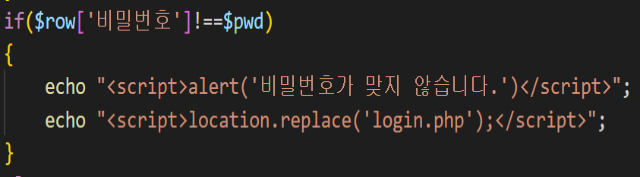 if($row['비밀번호']!==$pwd)
{
echo "<script>alert('비밀번호가 맞지 않습니다.')</script>";
echo "<script>location.replace('login.php');</script>";
}